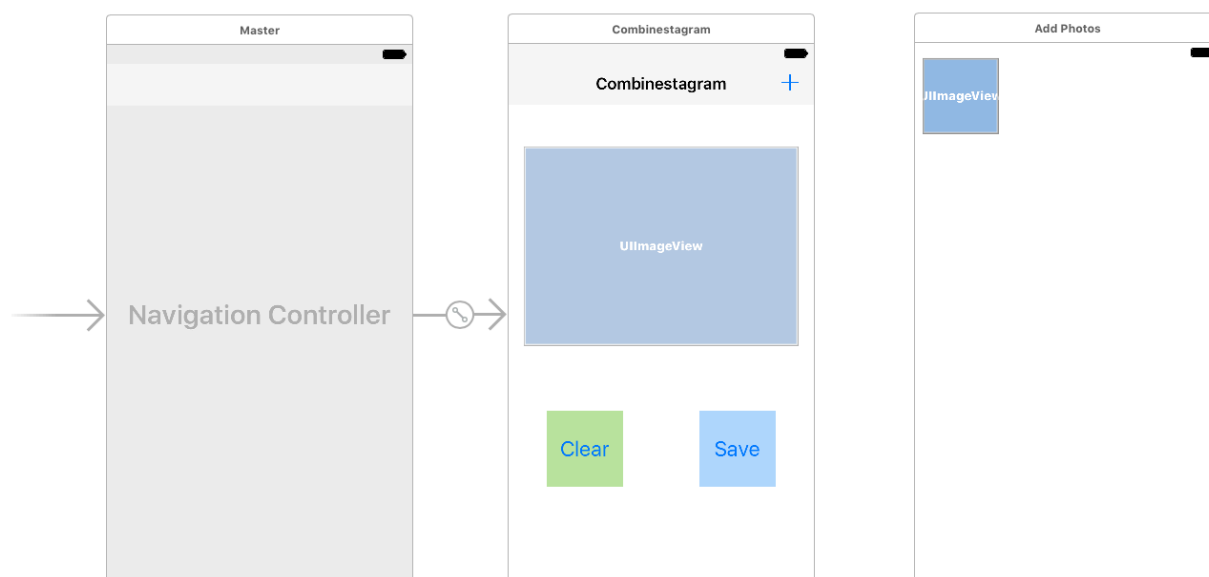 Master
Combinestagram
Add Photos
Combinestagram
+
UIImageView
UIImageView
Navigation Controller
Clear
Save